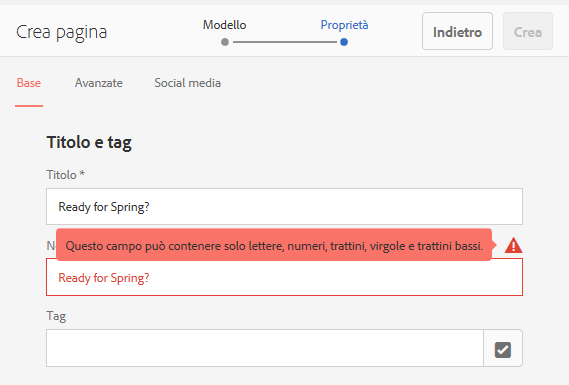 Crea pagina
Modello
Proprietà
Indietro
Crea
Base
Avanzate
Social media
Titolo e tag
Titolo *
Ready for Spring?
Questo campo può contenere solo lettere, numeri, trattini, virgole e trattini bassi.
Ready for Spring?
Tag